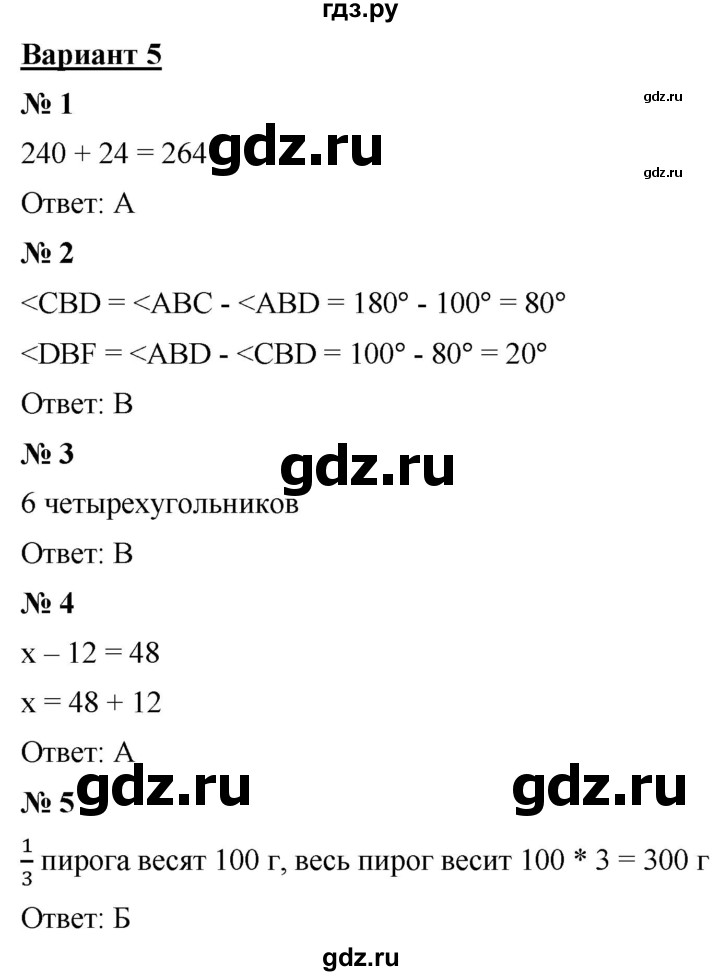 гдз.ру
Вариант 5
№ 1
gdz.ru
240 + 24 = 264
gdz.ru
gdz.ru
Ответ: А
№ 2
<CBD = <ABC - <ABD = 180° - 100° = 80°
<DBF = <ABD - <CBD = 100° - 80° = 20°
Ответ: В
№ 3
gdz.ru
6 четырехугольников
Ответ: В
№ 4
x – 12 = 48
x = 48 + 12
Ответ: А
gdz.ru
gdz.ru
№ 5
1/3 пирога весят 100 г, весь пирог весит 100 * 3 = 300 г
Ответ: Б
gdz.ru